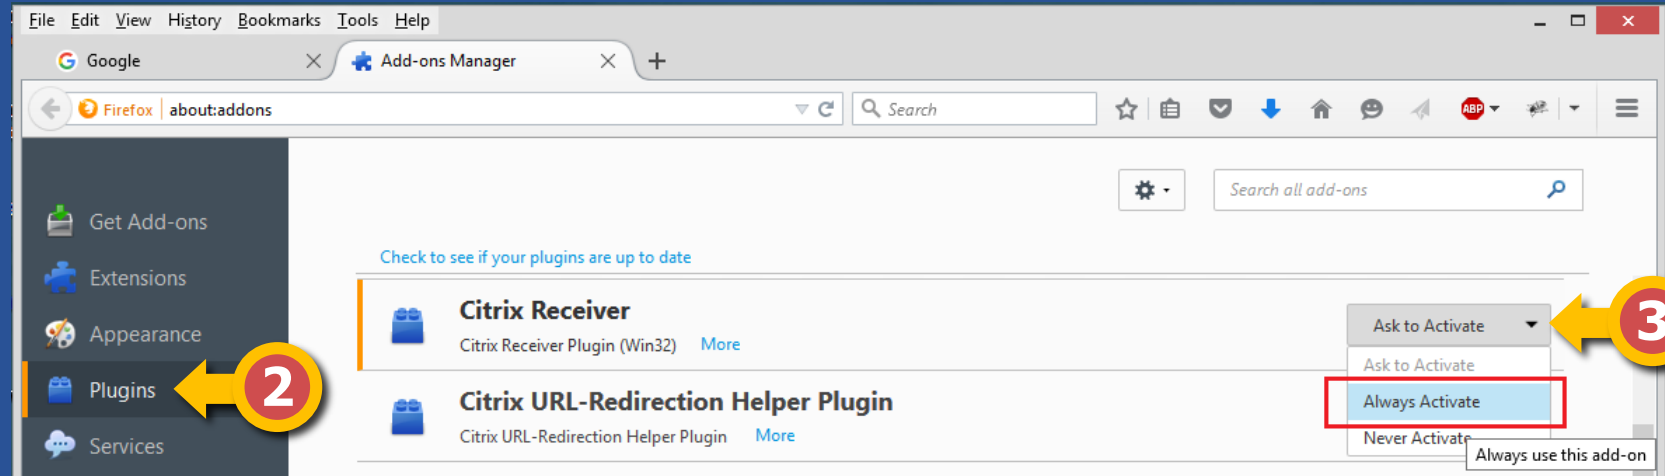 File Edit View History Bookmarks Tools Help
Google
Add-ons Manager
Firefox about:addons
Search
ABP
Search all add-ons
Get Add-ons
Extensions
Appearance
Plugins
Services
2
Check to see if your plugins are up to date
Citrix Receiver
Citrix Receiver Plugin (Win32) More
Ask to Activate
3
Ask to Activate
Always Activate
Never Activate
Always use this add-on
Citrix URL-Redirection Helper Plugin
Citrix URL-Redirection Helper Plugin More